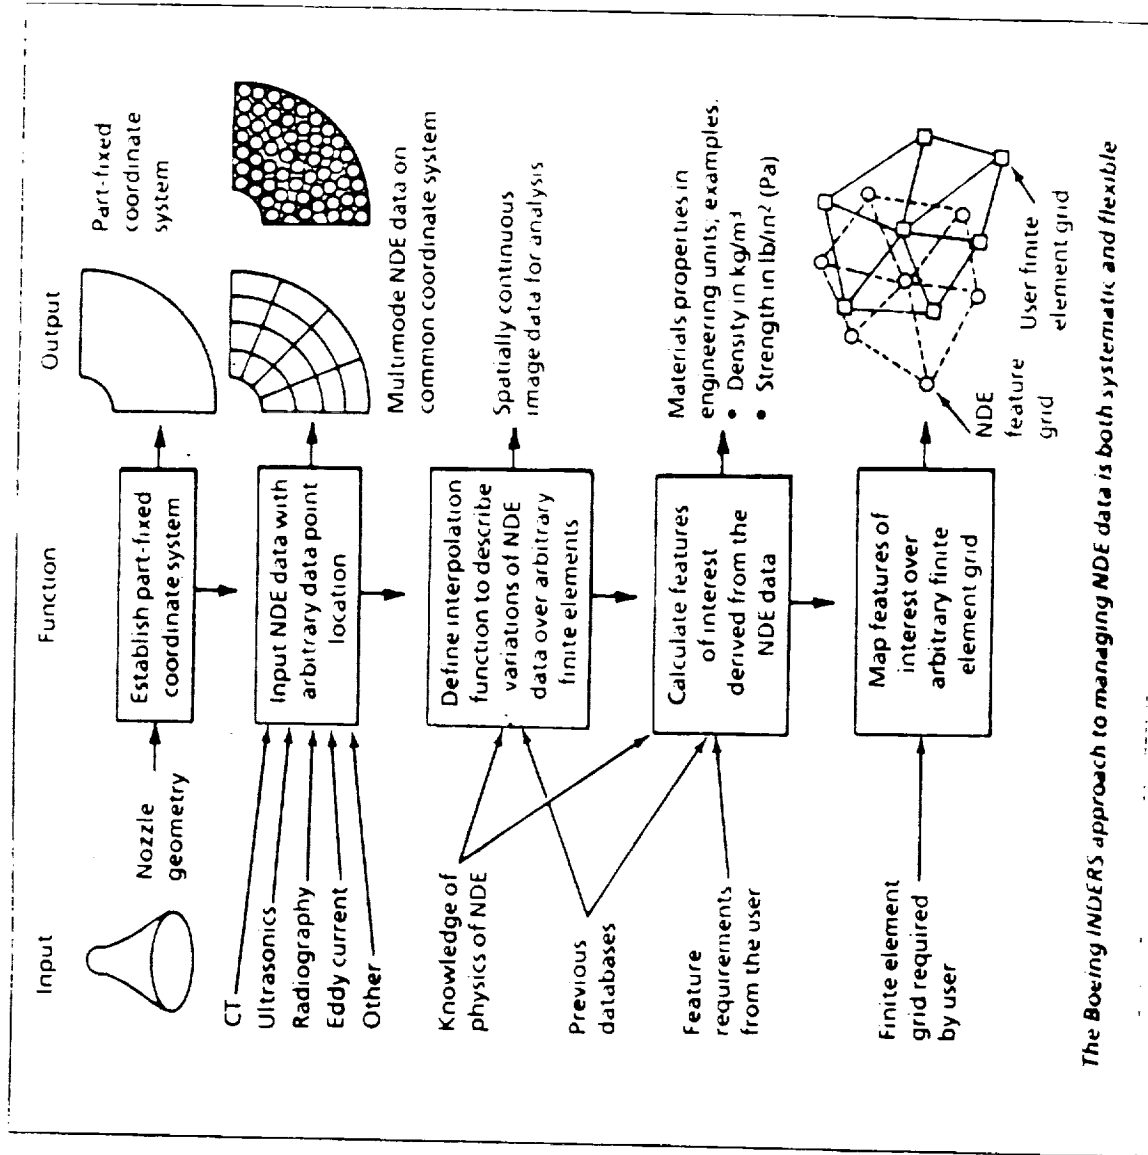 Input
Function
Output
Nozzle
geometry
Establish part-fixed
coordinate system
Part-fixed
coordinate
system
CT
Ultrasonics
Radiography
Eddy current
Other
Input NDE data with
arbitrary data point
location
Multimode NDE data on
common coordinate system
Knowledge of
physics of NDE
Previous
databases
Define interpolation
function to describe
variations of NDE
data over arbitrary
finite elements
Spatially continuous
image data for analysis
Feature
requirements
from the user
Calculate features
of interest
derived from the
NDE data
Materials properties in
engineering units; examples.
• Density in kg/m³
• Strength in lb/in² (Pa)
Finite element
grid required
by user
Map features of
interest over
arbitrary finite
element grid
NDE
feature
grid
User finite
element grid
The Boeing INDERS approach to managing NDE data is both systematic and flexible